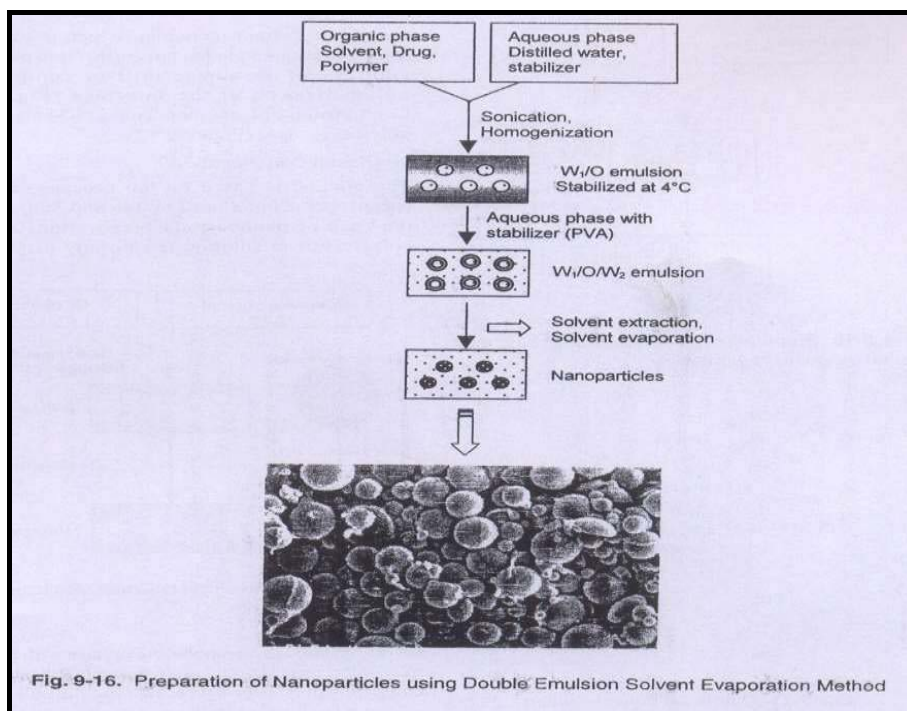 Organic phase
Solvent, Drug,
Polymer
Aqueous phase
Distilled water,
stabilizer
Sonication,
Homogenization
W₁/O emulsion
Stabilized at 4°C
Aqueous phase with
stabilizer (PVA)
W₁/O/W₂ emulsion
Solvent extraction,
Solvent evaporation
Nanoparticles
Fig. 9-16. Preparation of Nanoparticles using Double Emulsion Solvent Evaporation Method